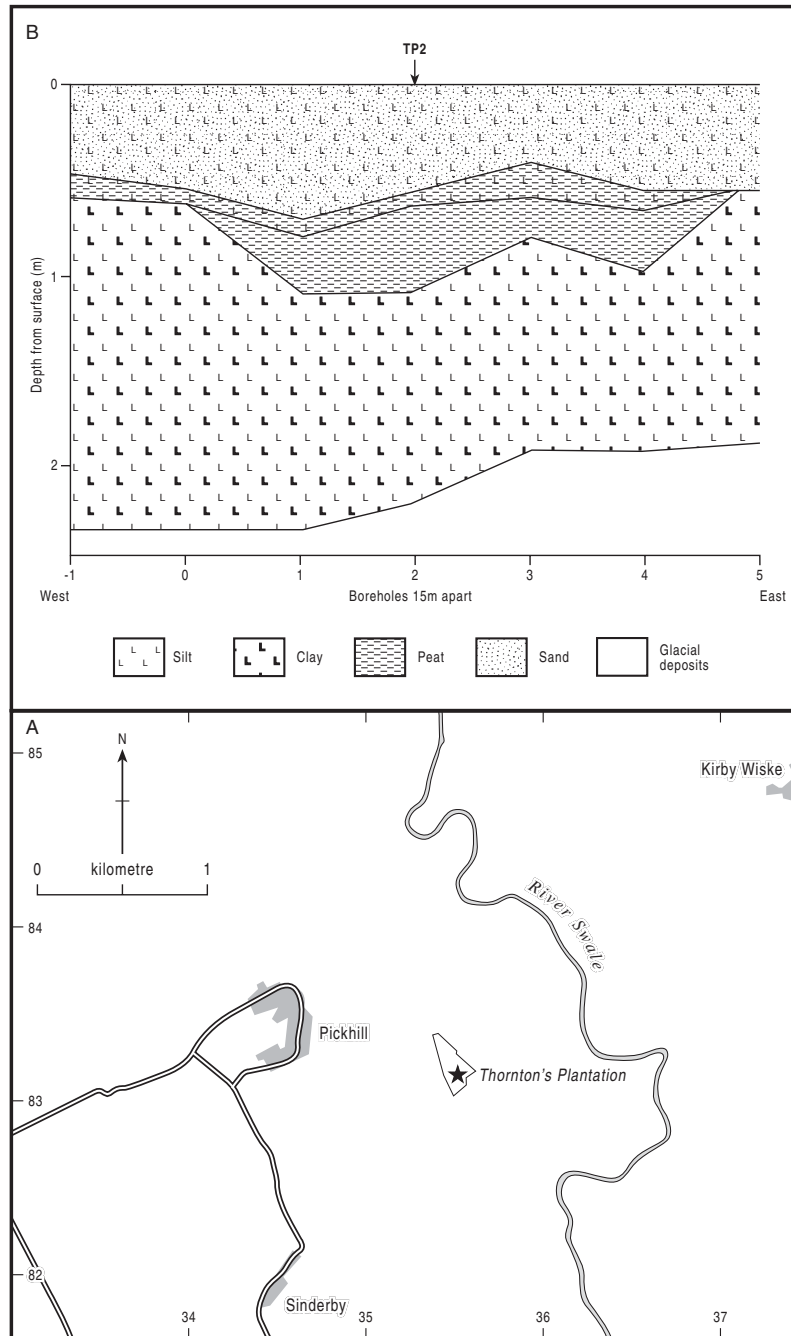 B
TP2
0
1
2
Depth from surface (m)
-1 0 1 2 3 4 5
West Boreholes 15m apart East
Silt Clay Peat Sand Glacial
deposits
A
N
0 kilometre 1
85
84
83
82
Kirby Wiske
River Swale
Pickhill
Thornton's Plantation
Sinderby
34 35 36 37